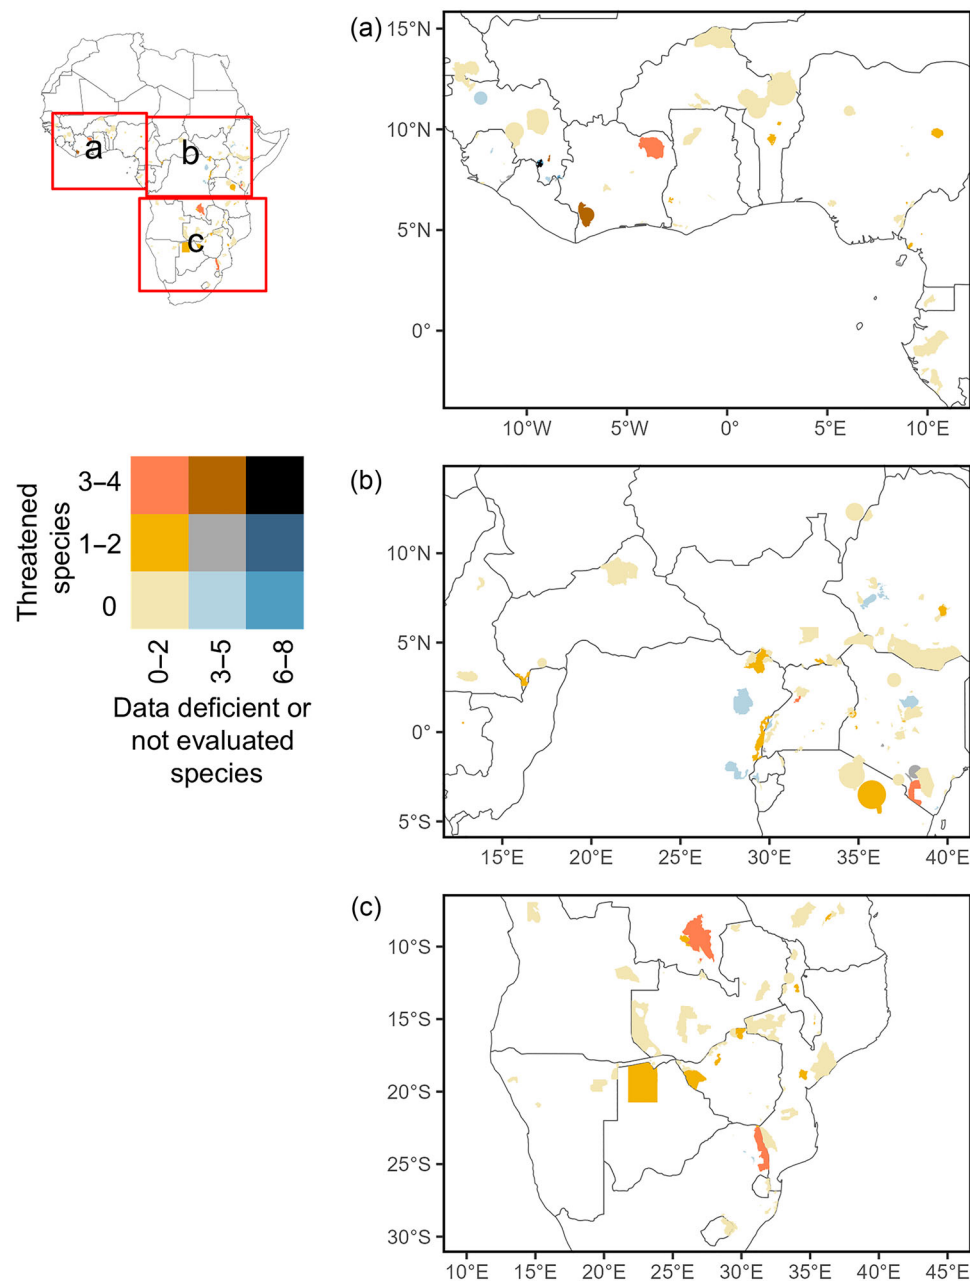 a
b
c
(a)
15°N
10°N
5°N
0°
10°W
5°W
0°
5°E
10°E
Threatened
species
3–4
1–2
0
0–2
3–5
6–8
Data deficient or
not evaluated
species
(b)
10°N
5°N
0°
5°S
15°E
20°E
25°E
30°E
35°E
40°E
(c)
10°S
15°S
20°S
25°S
30°S
10°E
15°E
20°E
25°E
30°E
35°E
40°E
45°E